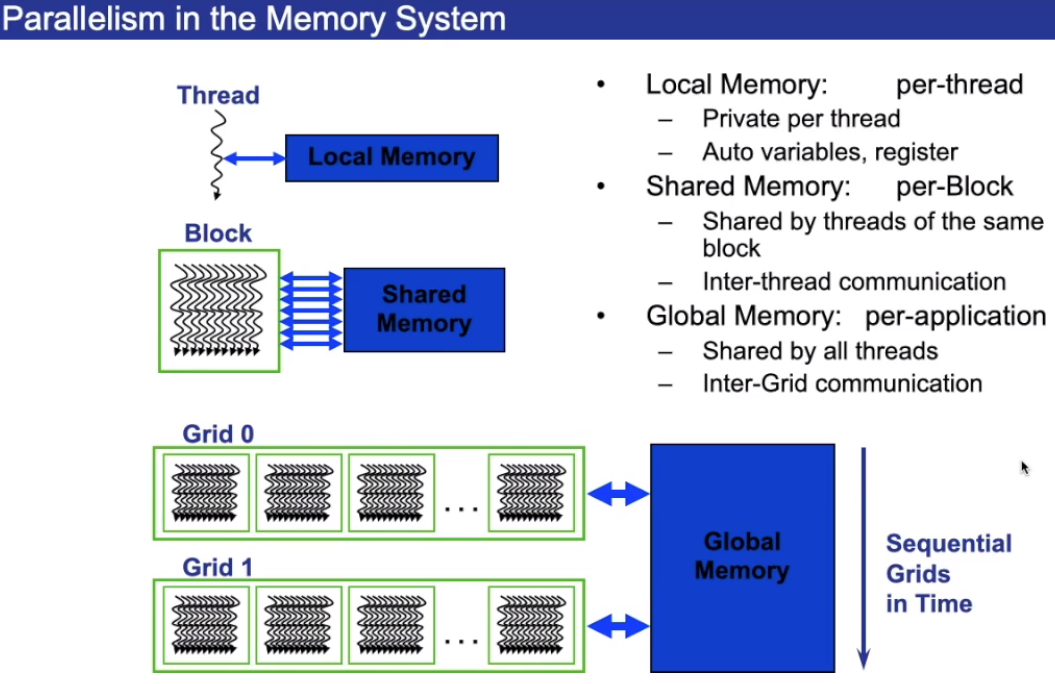 Parallelism in the Memory System
Thread
Local Memory
Block
Shared
Memory
• Local Memory: per-thread
– Private per thread
– Auto variables, register
• Shared Memory: per-Block
– Shared by threads of the same
block
– Inter-thread communication
• Global Memory: per-application
– Shared by all threads
– Inter-Grid communication
Grid 0
...
Grid 1
...
Global
Memory
Sequential
Grids
in Time